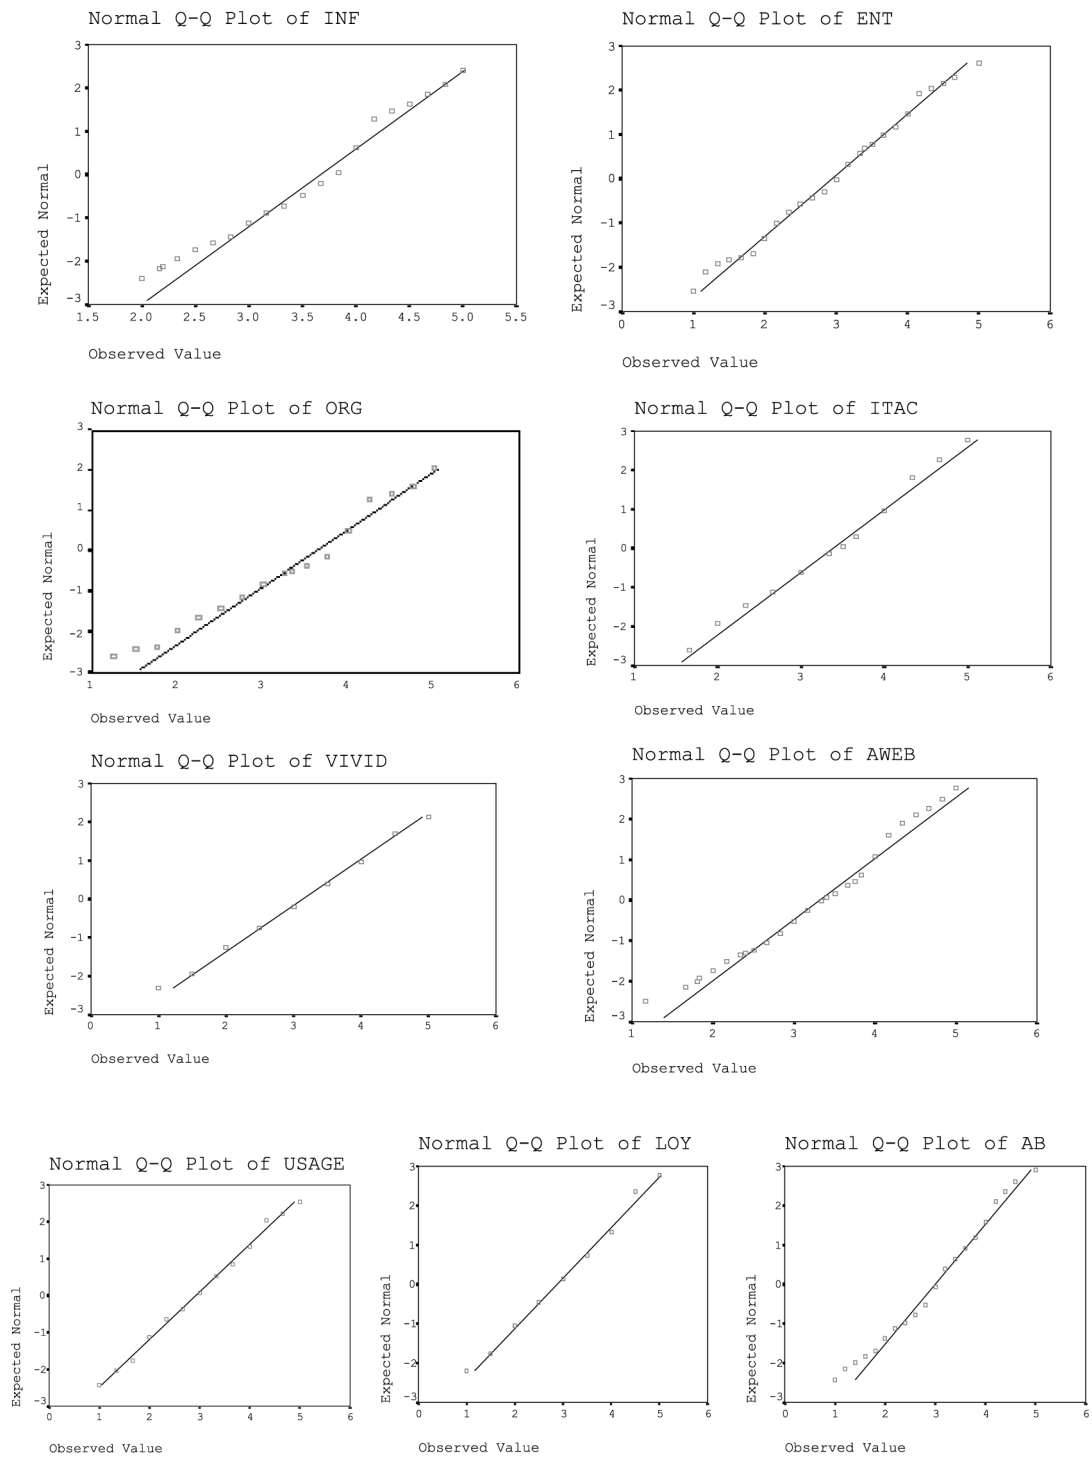 Normal Q-Q Plot of INF
3
2
1
0
-1
-2
-3
1.5 2.0 2.5 3.0 3.5 4.0 4.5 5.0 5.5
Expected Normal
Observed Value
Normal Q-Q Plot of ENT
3
2
1
0
-1
-2
-3
0 1 2 3 4 5 6
Expected Normal
Observed Value
Normal Q-Q Plot of ORG
3
2
1
0
-1
-2
-3
1 2 3 4 5 6
Expected Normal
Observed Value
Normal Q-Q Plot of ITAC
3
2
1
0
-1
-2
-3
1 2 3 4 5 6
Expected Normal
Observed Value
Normal Q-Q Plot of VIVID
3
2
1
0
-1
-2
-3
0 1 2 3 4 5 6
Expected Normal
Observed Value
Normal Q-Q Plot of AWEB
3
2
1
0
-1
-2
-3
1 2 3 4 5 6
Expected Normal
Observed Value
Normal Q-Q Plot of USAGE
3
2
1
0
-1
-2
-3
0 1 2 3 4 5 6
Expected Normal
Observed Value
Normal Q-Q Plot of LOY
3
2
1
0
-1
-2
-3
0 1 2 3 4 5 6
Expected Normal
Observed Value
Normal Q-Q Plot of AB
3
2
1
0
-1
-2
-3
0 1 2 3 4 5 6
Expected Normal
Observed Value